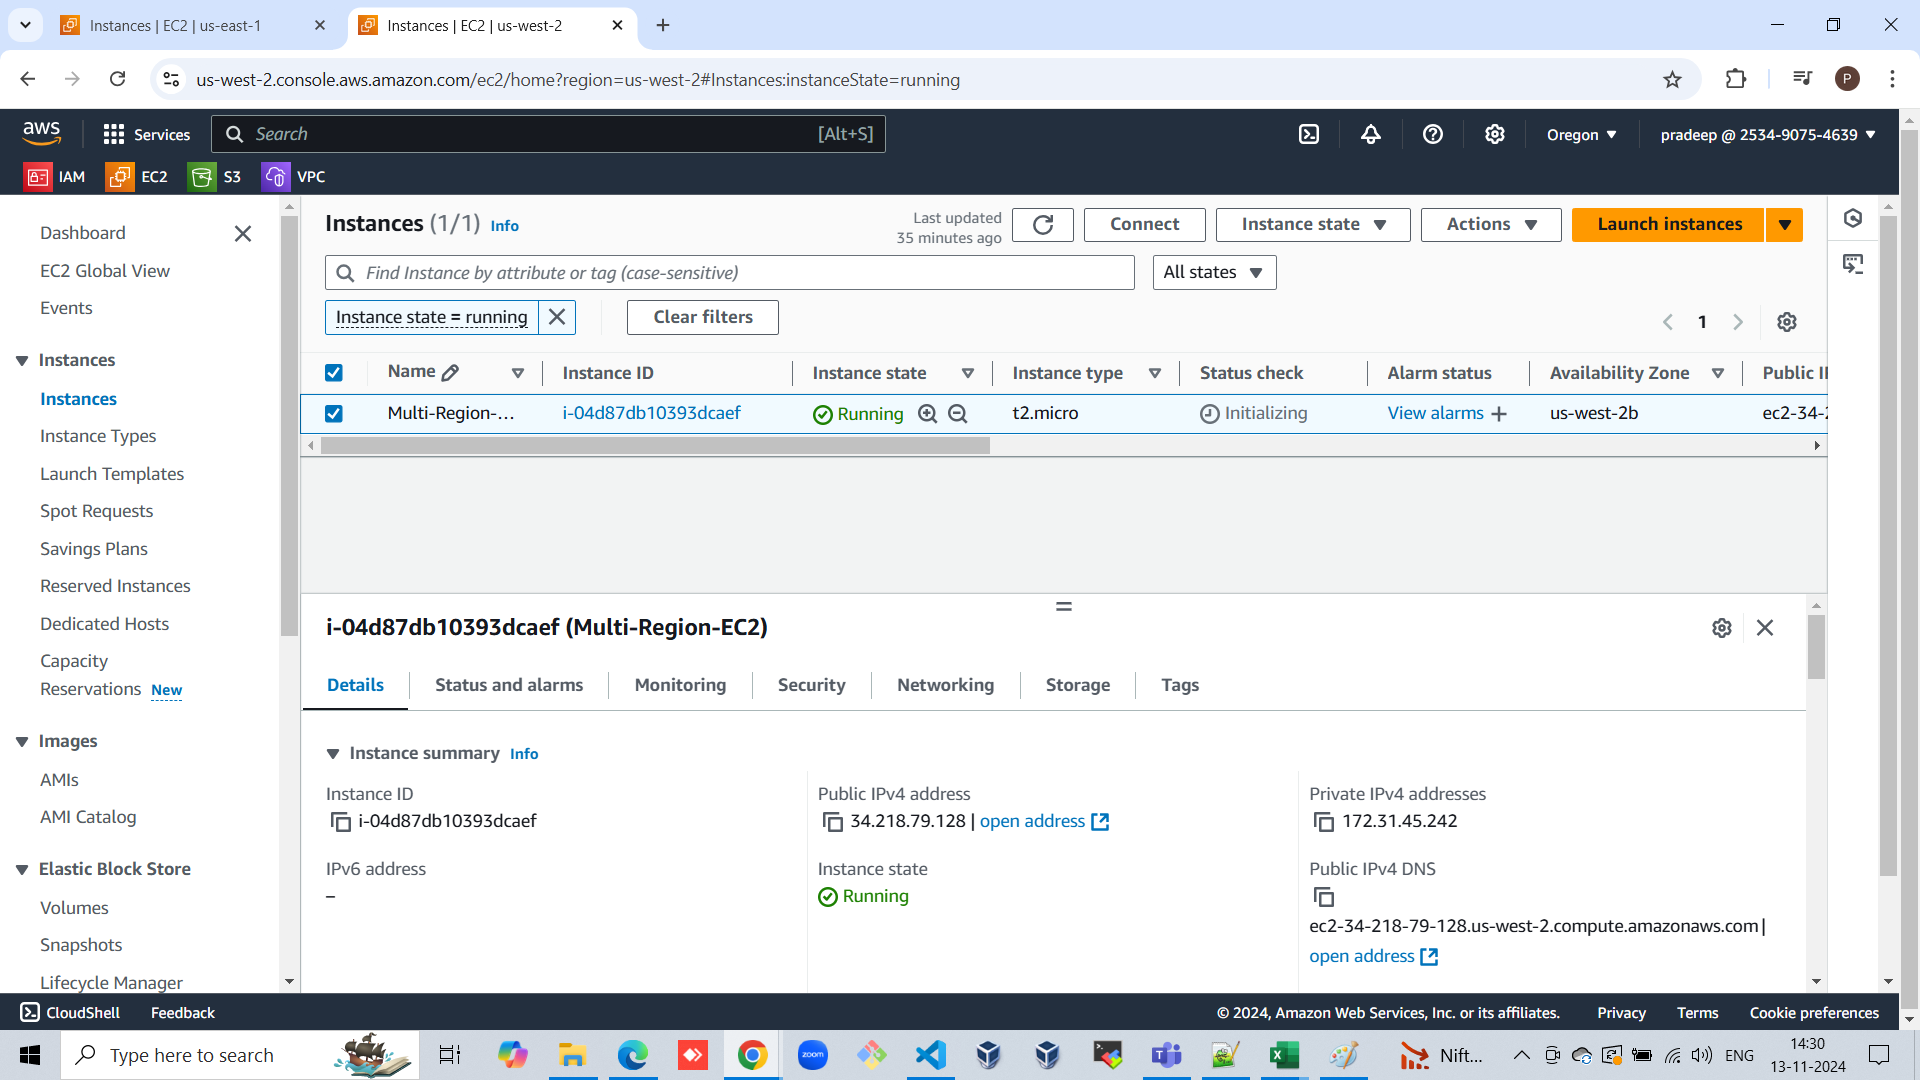 Instances | EC2 | us-east-1
Instances | EC2 | us-west-2
us-west-2.console.aws.amazon.com/ec2/home?region=us-west-2#Instances:instanceState=running
P
aws
Services
Search
[Alt+S]
Oregon
pradeep @ 2534-9075-4639
IAM
EC2
S3
VPC
Dashboard
EC2 Global View
Events
Instances
Instances
Instance Types
Launch Templates
Spot Requests
Savings Plans
Reserved Instances
Dedicated Hosts
Capacity
Reservations New
Images
AMIs
AMI Catalog
Elastic Block Store
Volumes
Snapshots
Lifecycle Manager
Instances (1/1) Info
Last updated
35 minutes ago
Connect
Instance state
Actions
Launch instances
Find Instance by attribute or tag (case-sensitive)
All states
Instance state = running
Clear filters
1
Name
Instance ID
Instance state
Instance type
Status check
Alarm status
Availability Zone
Public I
Multi-Region-...
i-04d87db10393dcaef
Running
t2.micro
Initializing
View alarms
us-west-2b
ec2-34-2
i-04d87db10393dcaef (Multi-Region-EC2)
Details
Status and alarms
Monitoring
Security
Networking
Storage
Tags
Instance summary Info
Instance ID
i-04d87db10393dcaef
Public IPv4 address
34.218.79.128 | open address
Private IPv4 addresses
172.31.45.242
IPv6 address
–
Instance state
Running
Public IPv4 DNS
ec2-34-218-79-128.us-west-2.compute.amazonaws.com |
open address
CloudShell
Feedback
© 2024, Amazon Web Services, Inc. or its affiliates.
Privacy
Terms
Cookie preferences
Type here to search
zoom
Nift...
ENG
14:30
13-11-2024